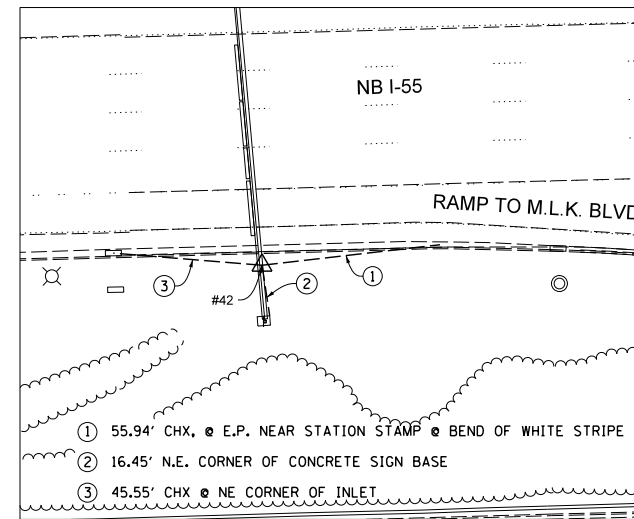 NB I-55
RAMP TO M.L.K. BLVD
3
#42
2
1
1 55.94' CHX, @ E.P. NEAR STATION STAMP @ BEND OF WHITE STRIPE
2 16.45' N.E. CORNER OF CONCRETE SIGN BASE
3 45.55' CHX @ NE CORNER OF INLET